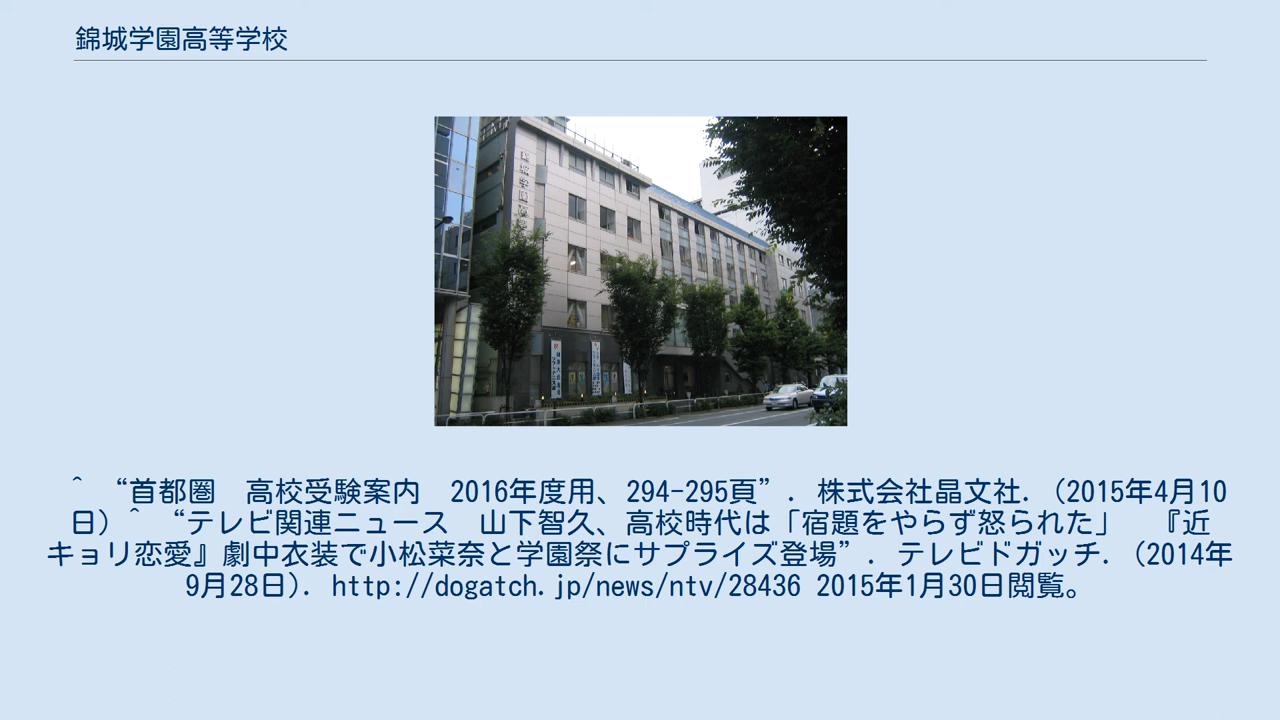 錦城学園高等学校
錦城学園高
^ “首都圏　高校受験案内　2016年度用、294-295頁”. 株式会社晶文社. (2015年4月10
日)^ “テレビ関連ニュース　山下智久、高校時代は「宿題をやらず怒られた」　『近
キョリ恋愛』劇中衣装で小松菜奈と学園祭にサプライズ登場”. テレビドガッチ. (2014年
9月28日). http://dogatch.jp/news/ntv/28436 2015年1月30日閲覧。